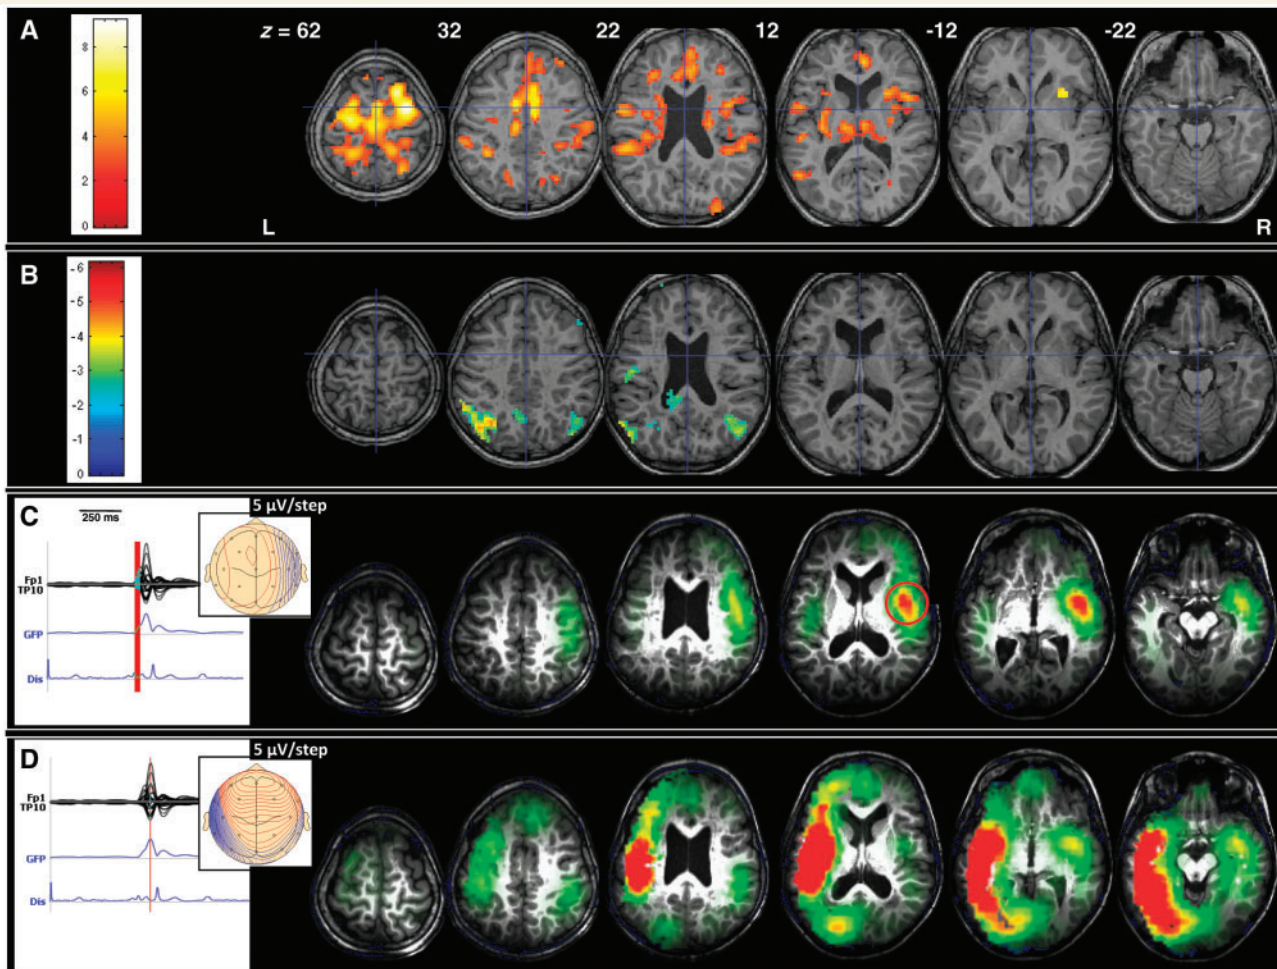 A
8
6
4
2
0
z = 62 32 22 12 -12 -22
L R
B
-6
-5
-4
-3
-2
-1
0
C
250 ms
5 µV/step
Fp1
TP10
GFP
Dis
D
5 µV/step
Fp1
TP10
GFP
Dis